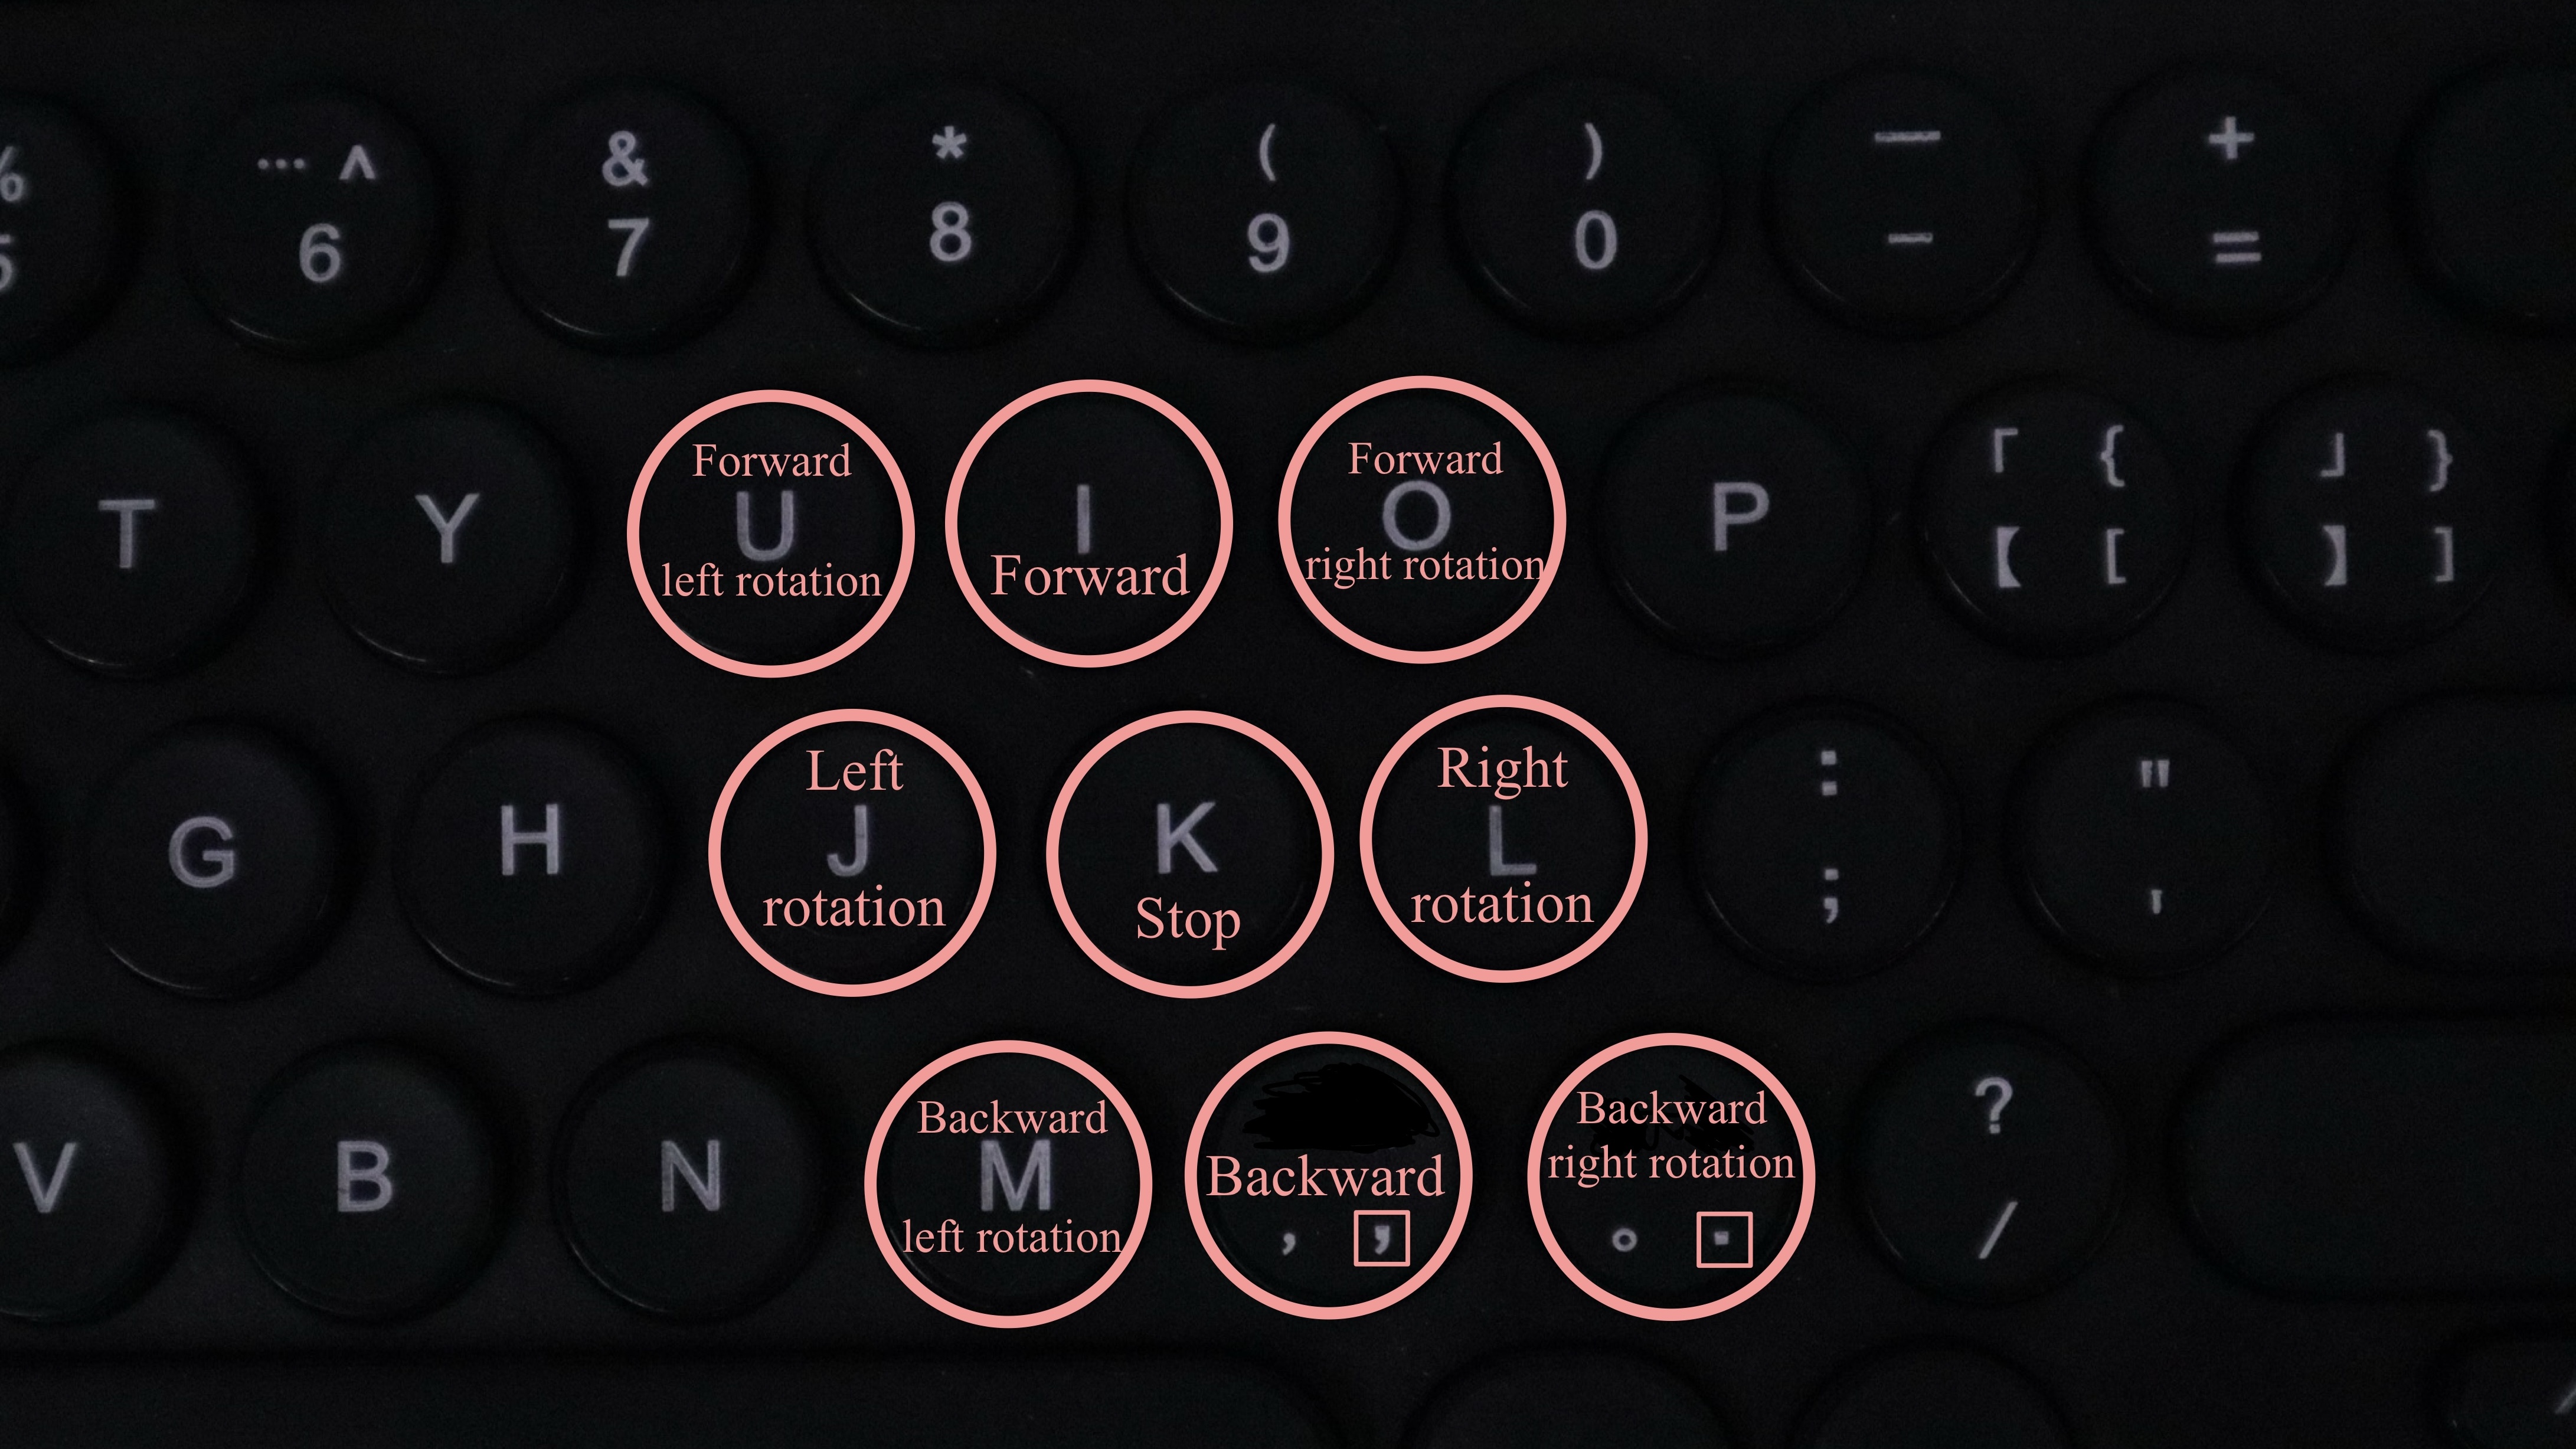 % … ^ & * ( ) — +
5 6 7 8 9 0 - =
Forward Forward
T Y U I O P 「 { 」 }
left rotation Forward right rotation 【 [ 】 ]
Left Right
G H J K L : "
rotation Stop rotation ; '
Backward Backward ?
V B N M Backward right rotation
left rotation , , 。 . /